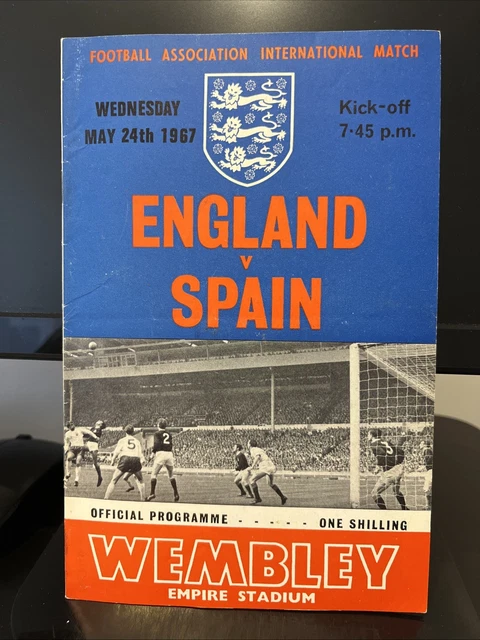 FOOTBALL ASSOCIATION INTERNATIONAL MATCH
WEDNESDAY
MAY 24th 1967
Kick-off
7·45 p.m.
ENGLAND
v
SPAIN
5
2
3
OFFICIAL PROGRAMME - - - - - - ONE SHILLING
WEMBLEY
EMPIRE STADIUM